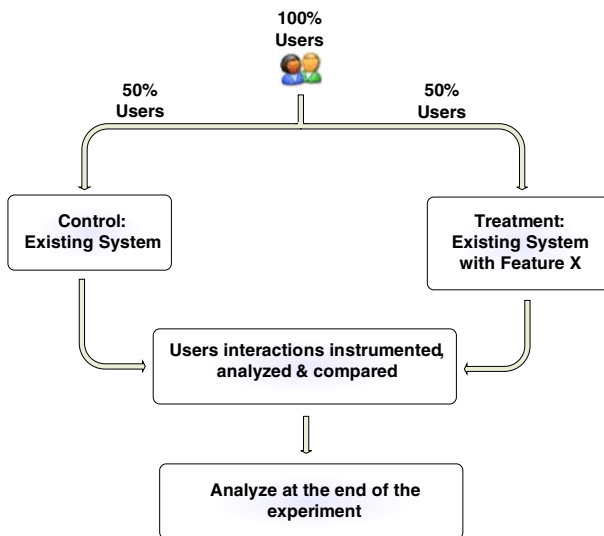 100%
Users
50%
Users
50%
Users
Control:
Existing System
Treatment:
Existing System
with Feature X
Users interactions instrumented,
analyzed & compared
Analyze at the end of the
experiment